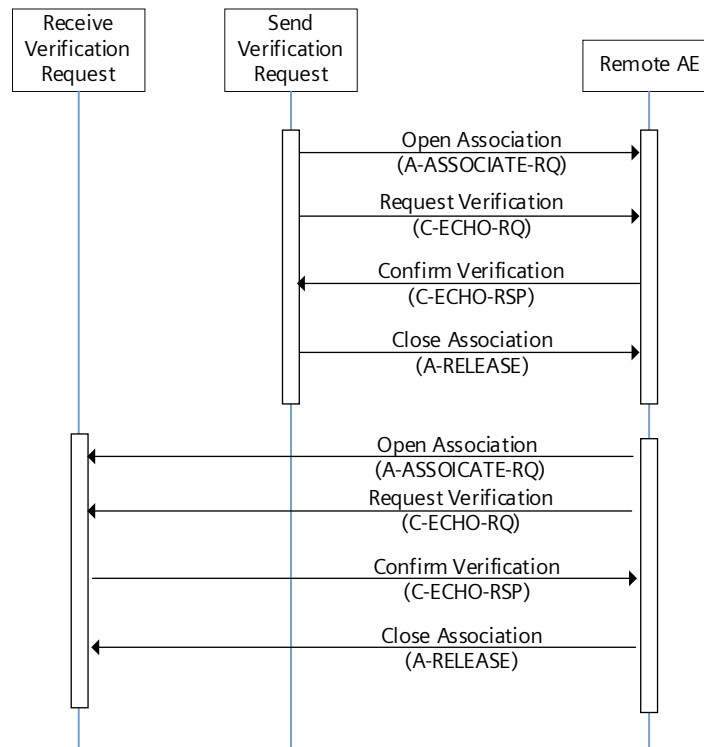 Receive
Verification
Request
Send
Verification
Request
Remote AE
Open Association
(A-ASSOCIATE-RQ)
Request Verification
(C-ECHO-RQ)
Confirm Verification
(C-ECHO-RSP)
Close Association
(A-RELEASE)
Open Association
(A-ASSOICATE-RQ)
Request Verification
(C-ECHO-RQ)
Confirm Verification
(C-ECHO-RSP)
Close Association
(A-RELEASE)